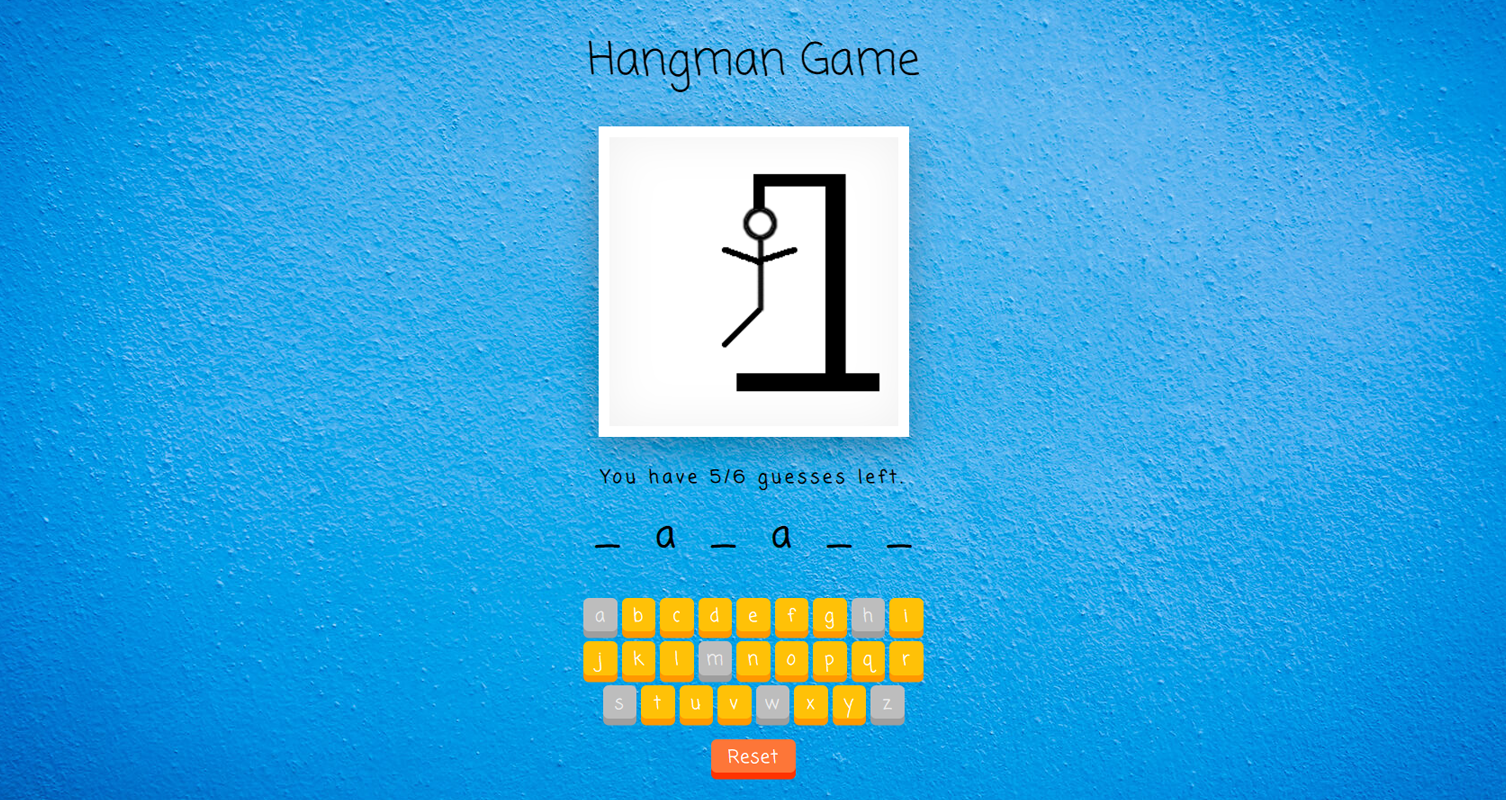 Hangman Game
You have 5/6 guesses left.
_ a _ a _ _
a b c d e f g h i
j k l m n o p q r
s t u v w x y z
Reset